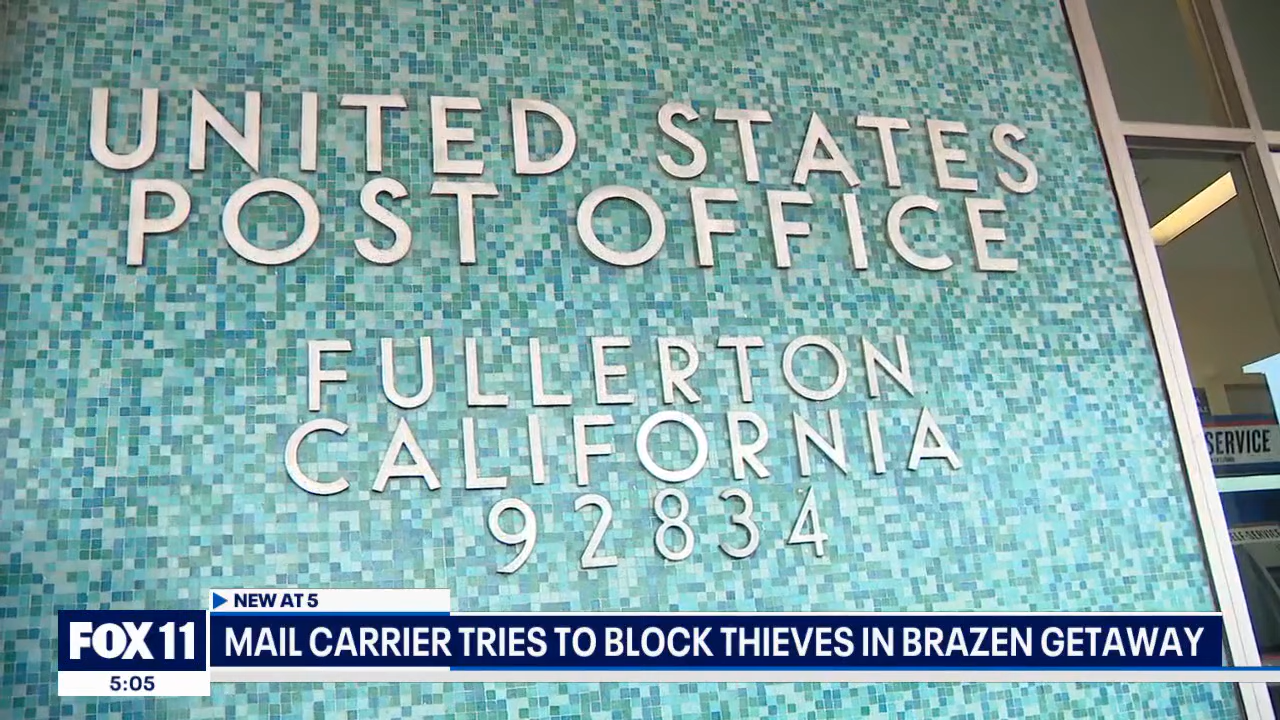 UNITED STATES
POST OFFICE
FULLERTON
CALIFORNIA
92834
SERVICE
NEW AT 5
FOX 11
MAIL CARRIER TRIES TO BLOCK THIEVES IN BRAZEN GETAWAY
5:05